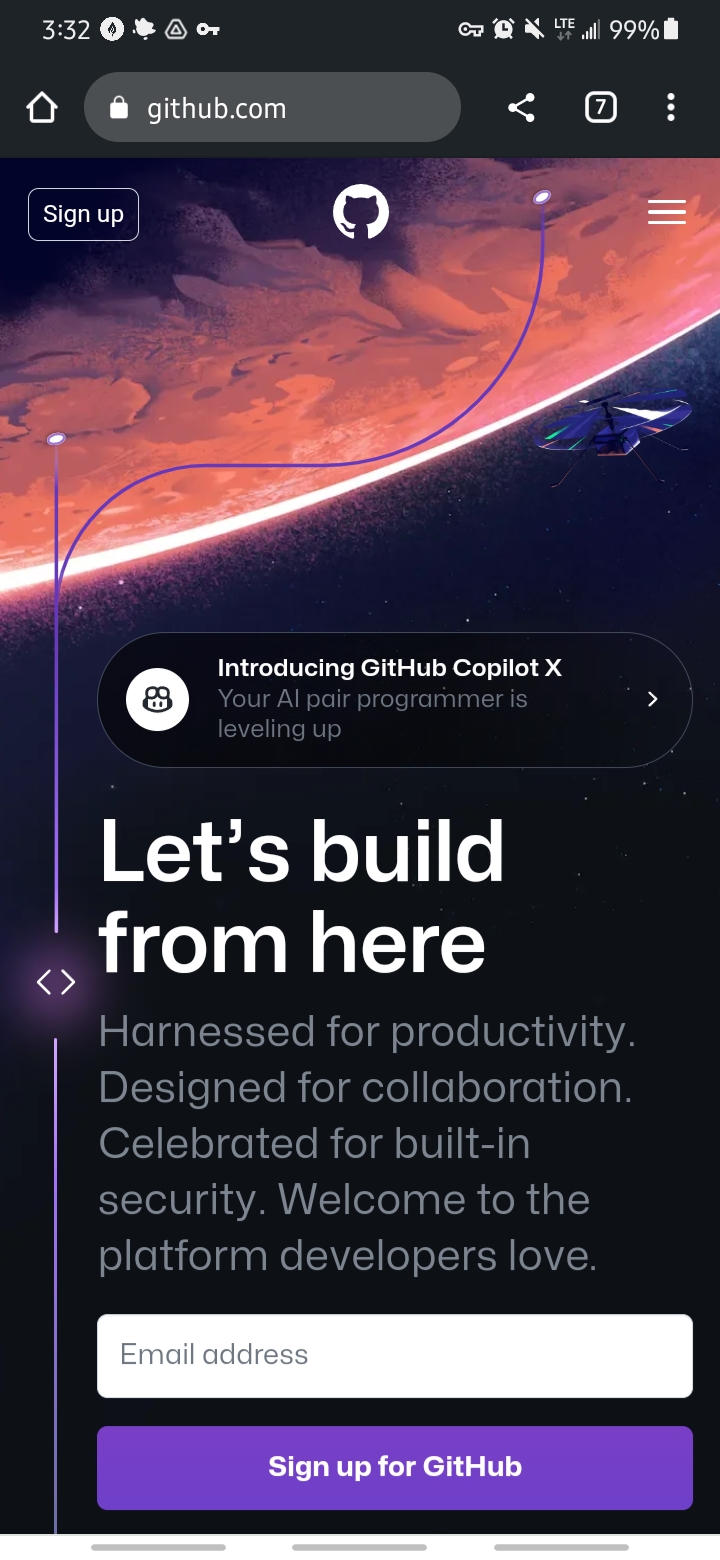 3:32
LTE
99%
github.com
7
Sign up
Introducing GitHub Copilot X
Your AI pair programmer is
leveling up
Let’s build
from here
Harnessed for productivity.
Designed for collaboration.
Celebrated for built-in
security. Welcome to the
platform developers love.
Email address
Sign up for GitHub